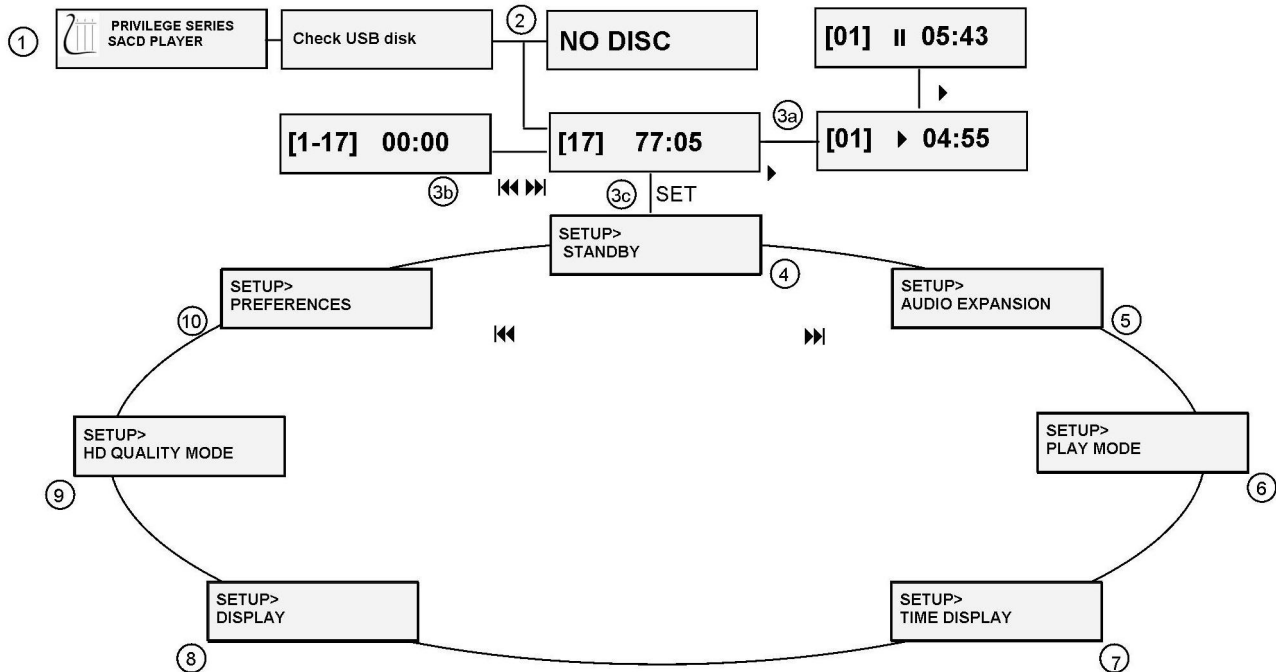 1
PRIVILEGE SERIES
SACD PLAYER
Check USB disk
2
NO DISC
[01] 05:43
[1-17] 00:00
[17] 77:05
3a
[01] 04:55
3b
3c
SET
SETUP>
STANDBY
4
SETUP>
PREFERENCES
10
SETUP>
AUDIO EXPANSION
5
SETUP>
HD QUALITY MODE
9
SETUP>
PLAY MODE
6
SETUP>
DISPLAY
8
SETUP>
TIME DISPLAY
7